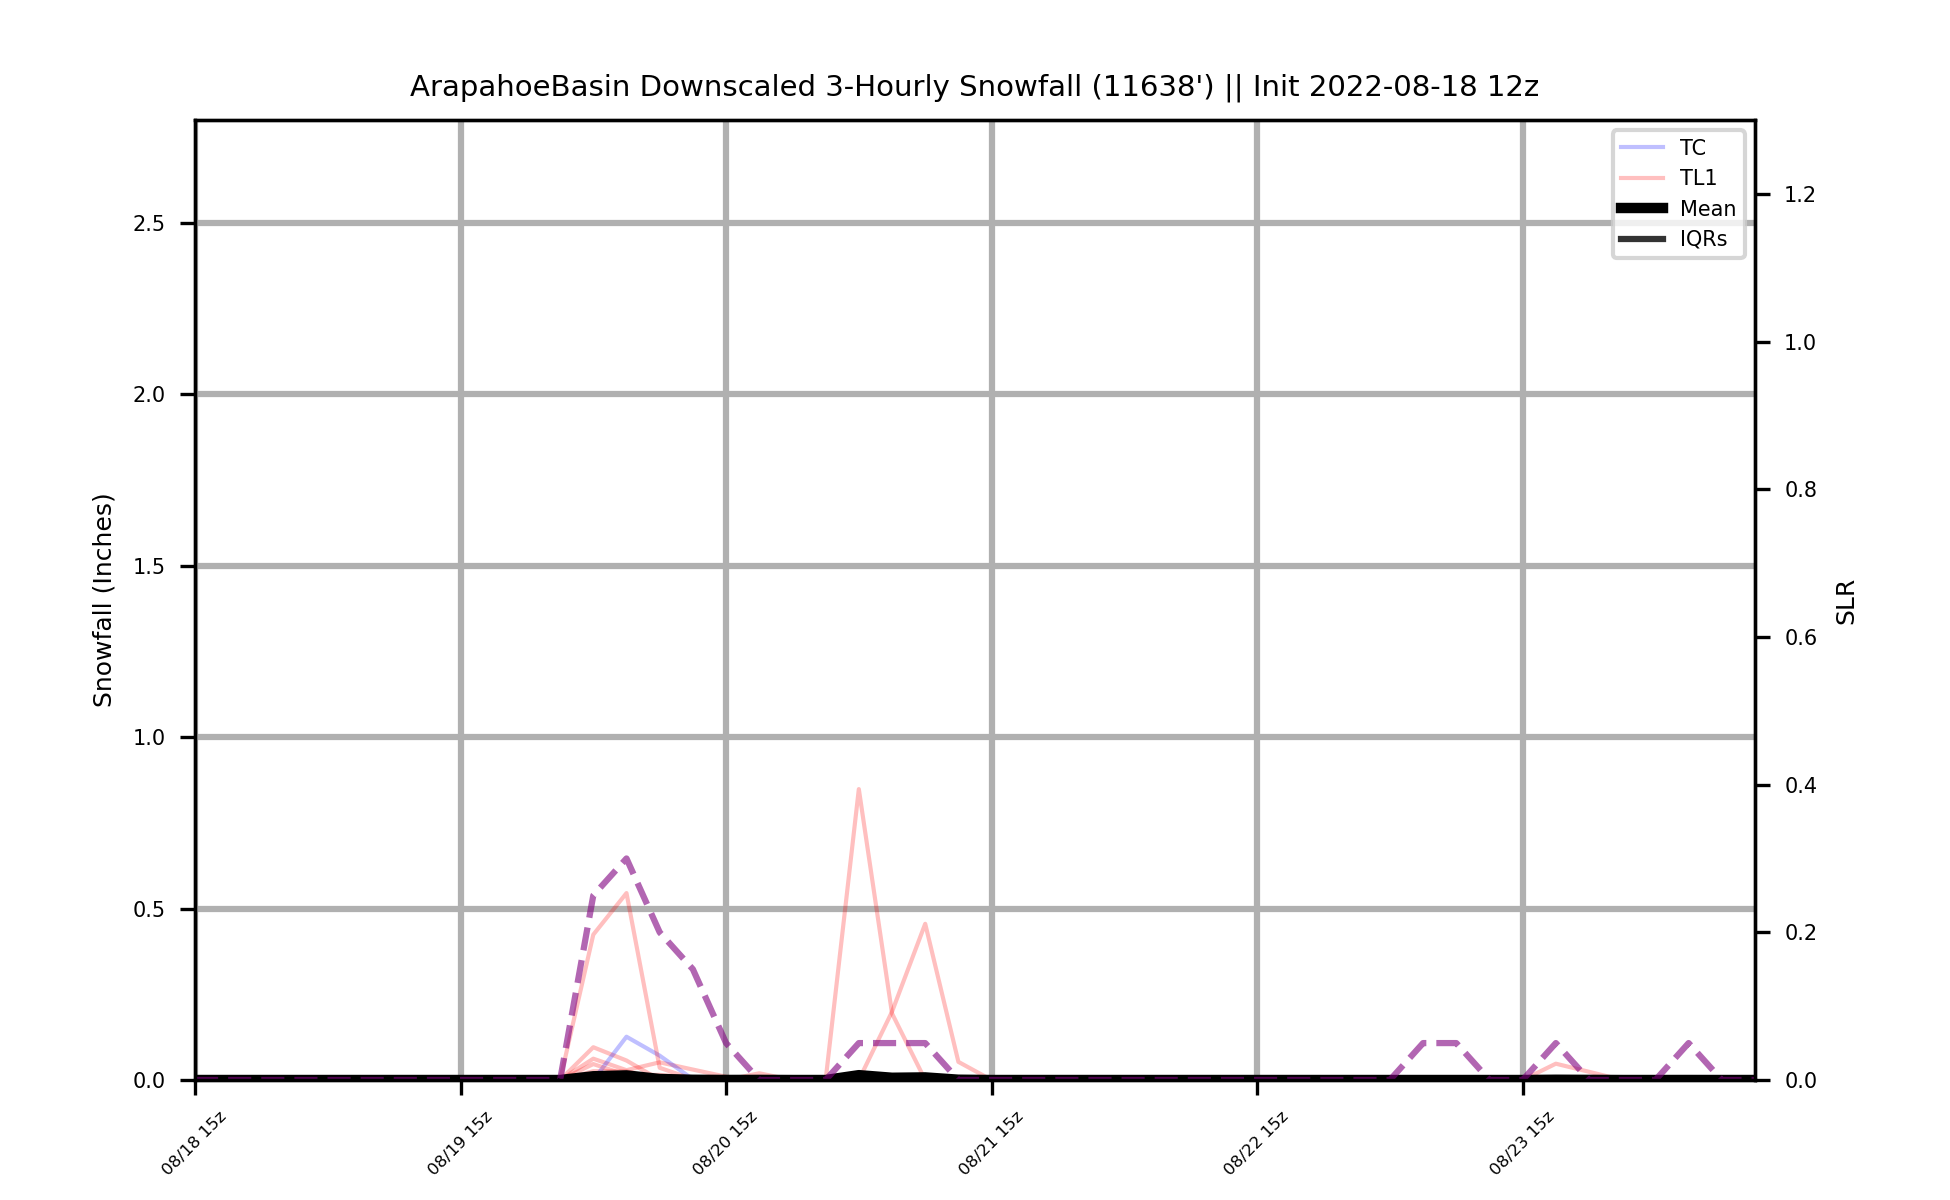 ArapahoeBasin Downscaled 3-Hourly Snowfall (11638') || Init 2022-08-18 12z
TC
TL1
Mean
IQRs
Snowfall (Inches)
2.5
2.0
1.5
1.0
0.5
0.0
1.2
1.0
0.8
0.6
0.4
0.2
0.0
SLR
08/18 15z
08/19 15z
08/20 15z
08/21 15z
08/22 15z
08/23 15z